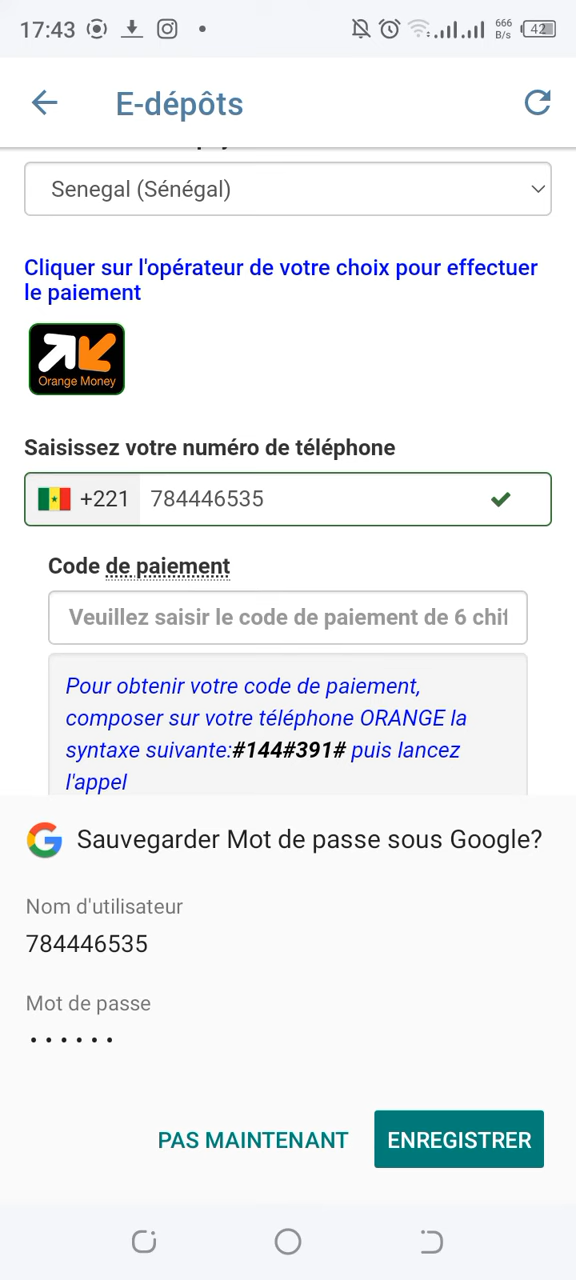 17:43 666 B/s 42
E-dépôts
Senegal (Sénégal)
Cliquer sur l'opérateur de votre choix pour effectuer
le paiement
Orange Money
Saisissez votre numéro de téléphone
+221 784446535
Code de paiement
Veuillez saisir le code de paiement de 6 chif
Pour obtenir votre code de paiement,
composer sur votre téléphone ORANGE la
syntaxe suivante:#144#391# puis lancez
l'appel
Sauvegarder Mot de passe sous Google?
Nom d'utilisateur
784446535
Mot de passe
••••••
PAS MAINTENANT ENREGISTRER